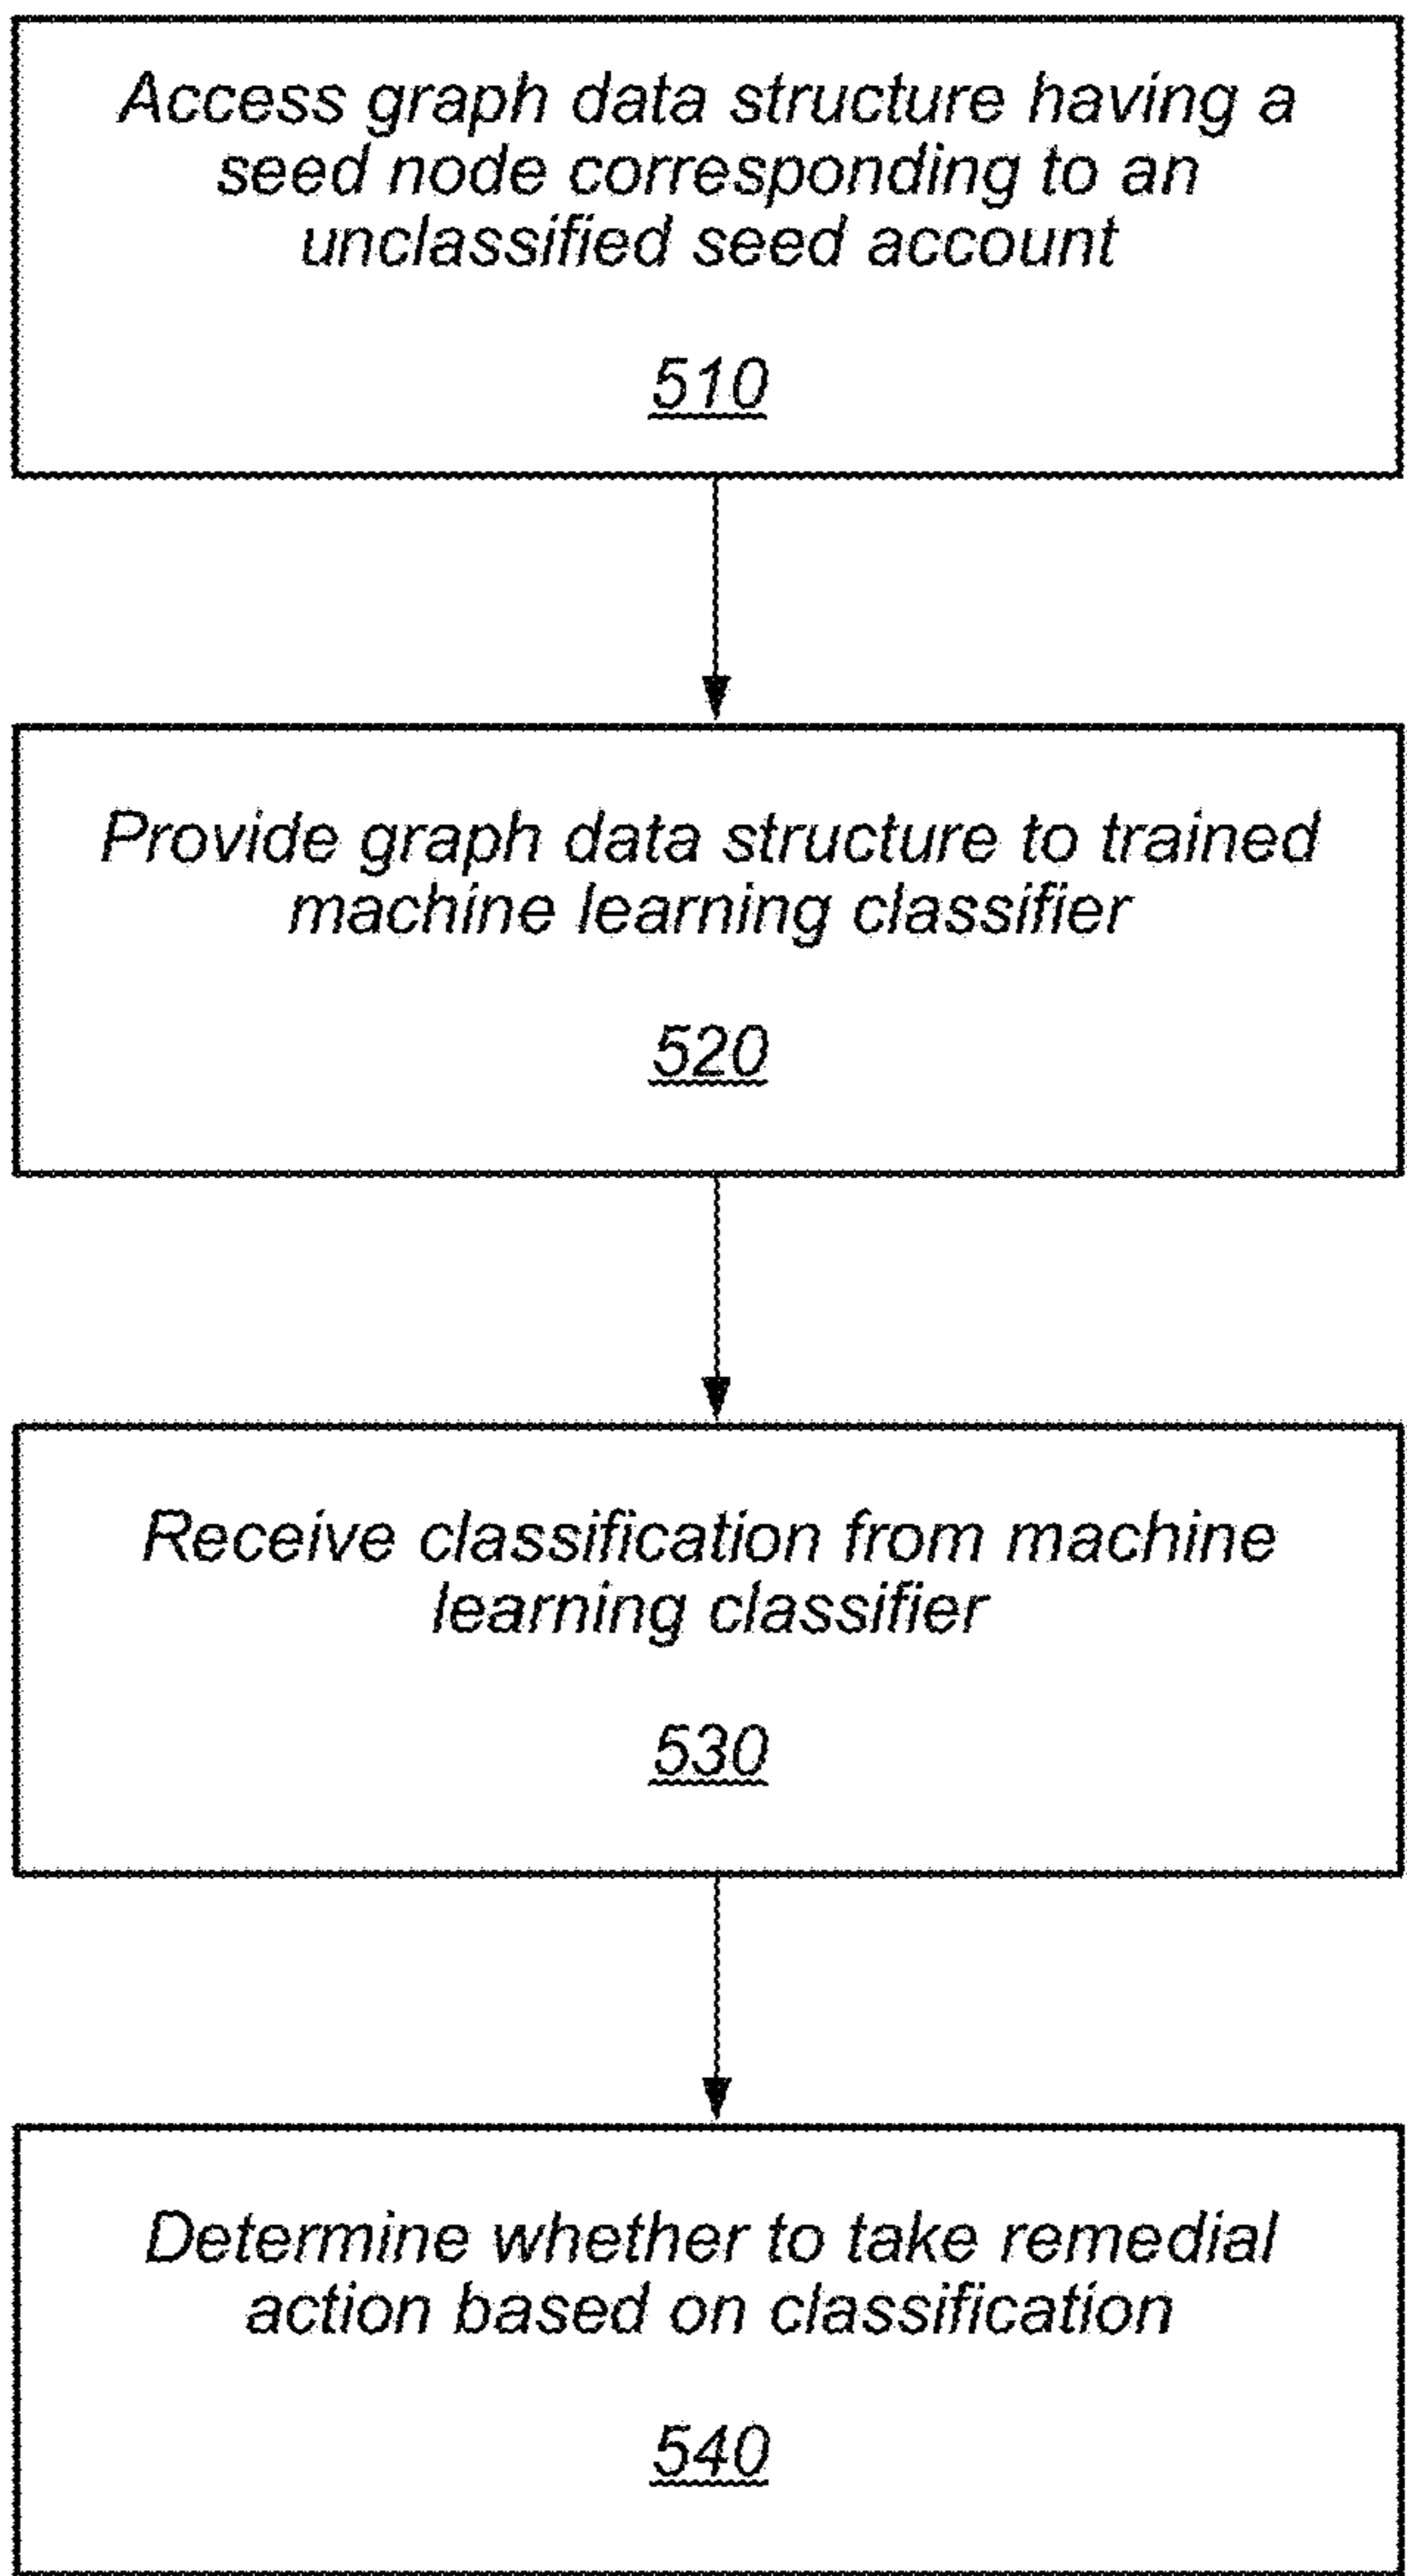 Access graph data structure having a
seed node corresponding to an
unclassified seed account
510
Provide graph data structure to trained
machine learning classifier
520
Receive classification from machine
learning classifier
530
Determine whether to take remedial
action based on classification
540